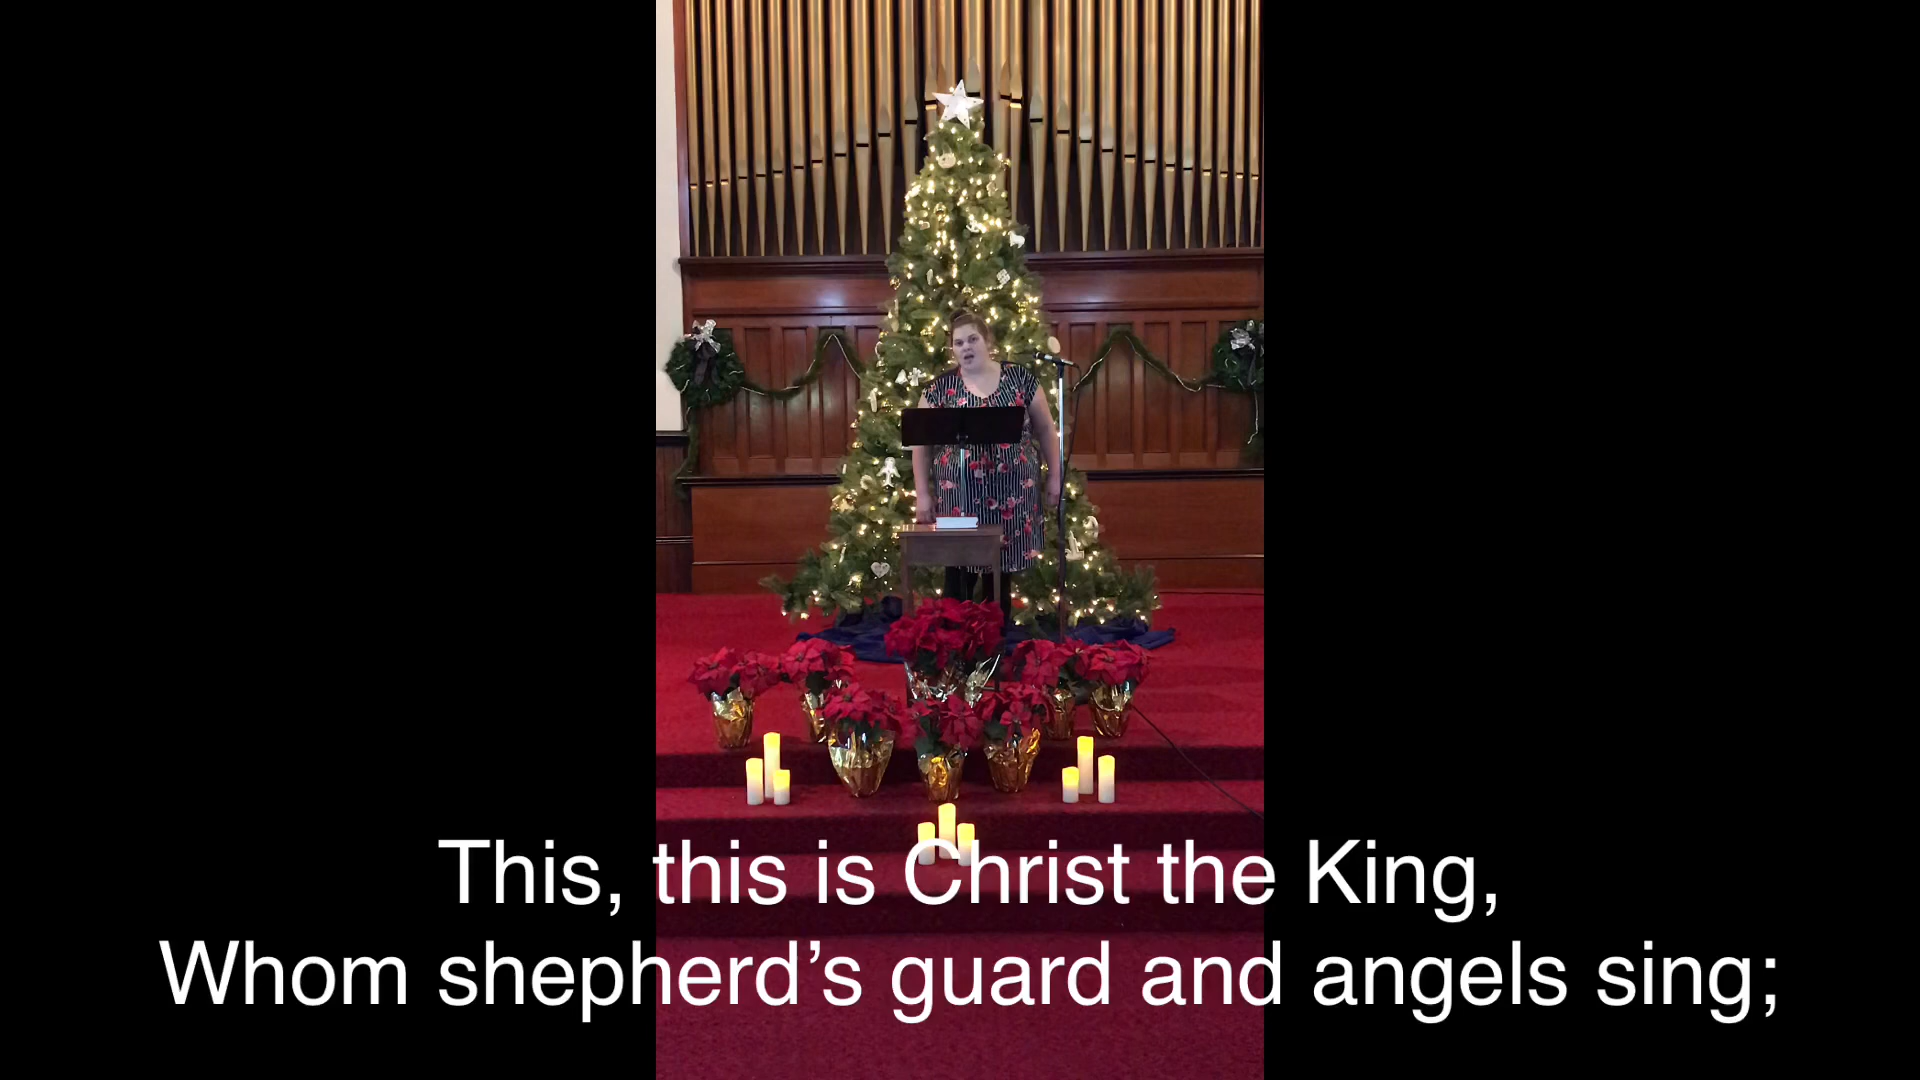 This, this is Christ the King,
Whom shepherd’s guard and angels sing;